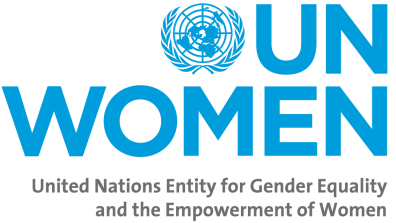 UN
WOMEN
United Nations Entity for Gender Equality
and the Empowerment of Women